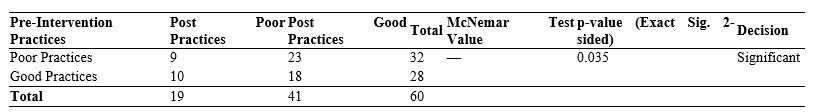 Pre-Intervention Post Poor Post Good Total McNemar Test p-value (Exact Sig. 2- Decision
Practices Practices Practices Value sided)
Poor Practices 9 23 32 — 0.035 Significant
Good Practices 10 18 28
Total 19 41 60